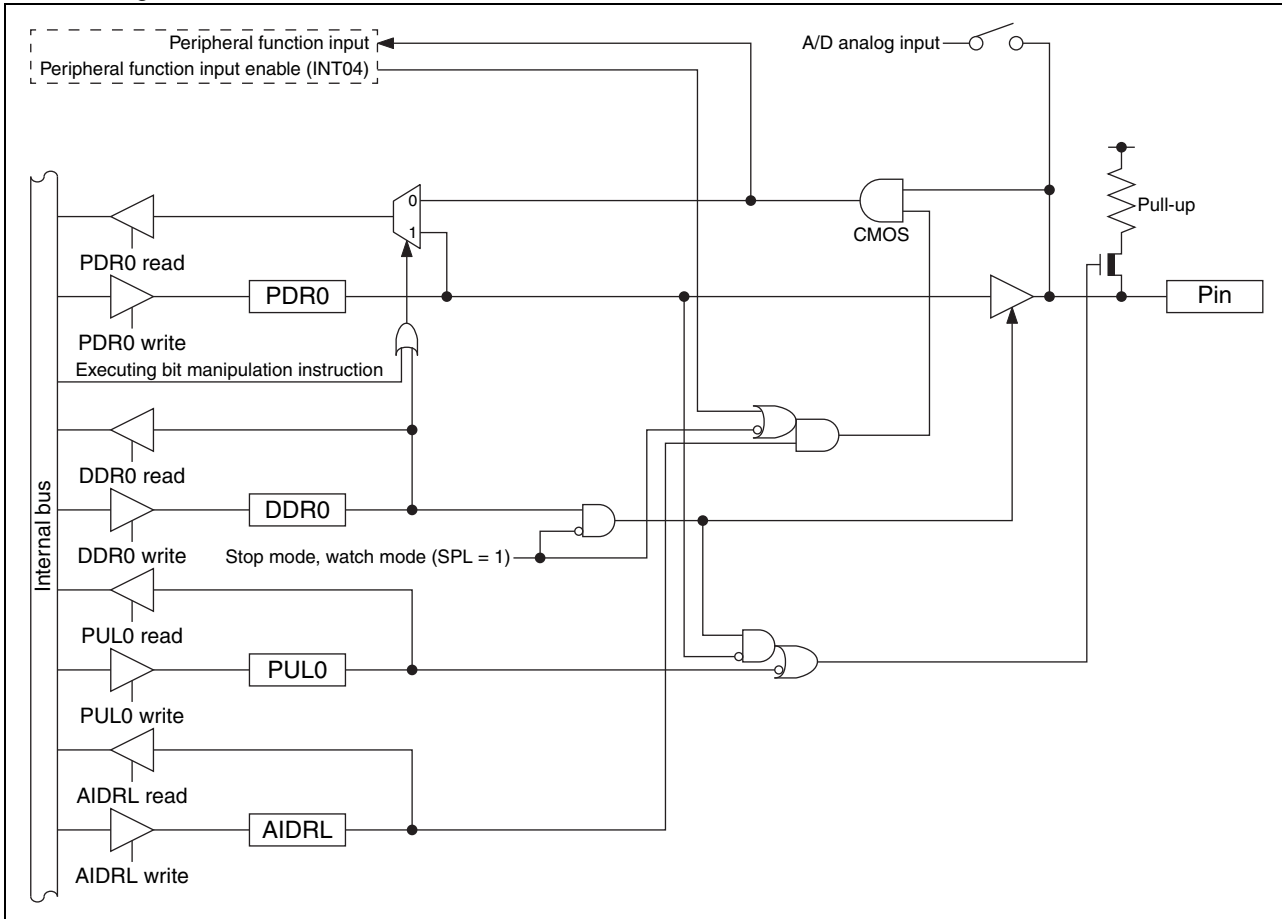 Peripheral function input
Peripheral function input enable (INT04)
A/D analog input
Pull-up
0
1
CMOS
PDR0 read
PDR0
Pin
PDR0 write
Executing bit manipulation instruction
DDR0 read
DDR0
DDR0 write
Stop mode, watch mode (SPL = 1)
Internal bus
PUL0 read
PUL0
PUL0 write
AIDRL read
AIDRL
AIDRL write